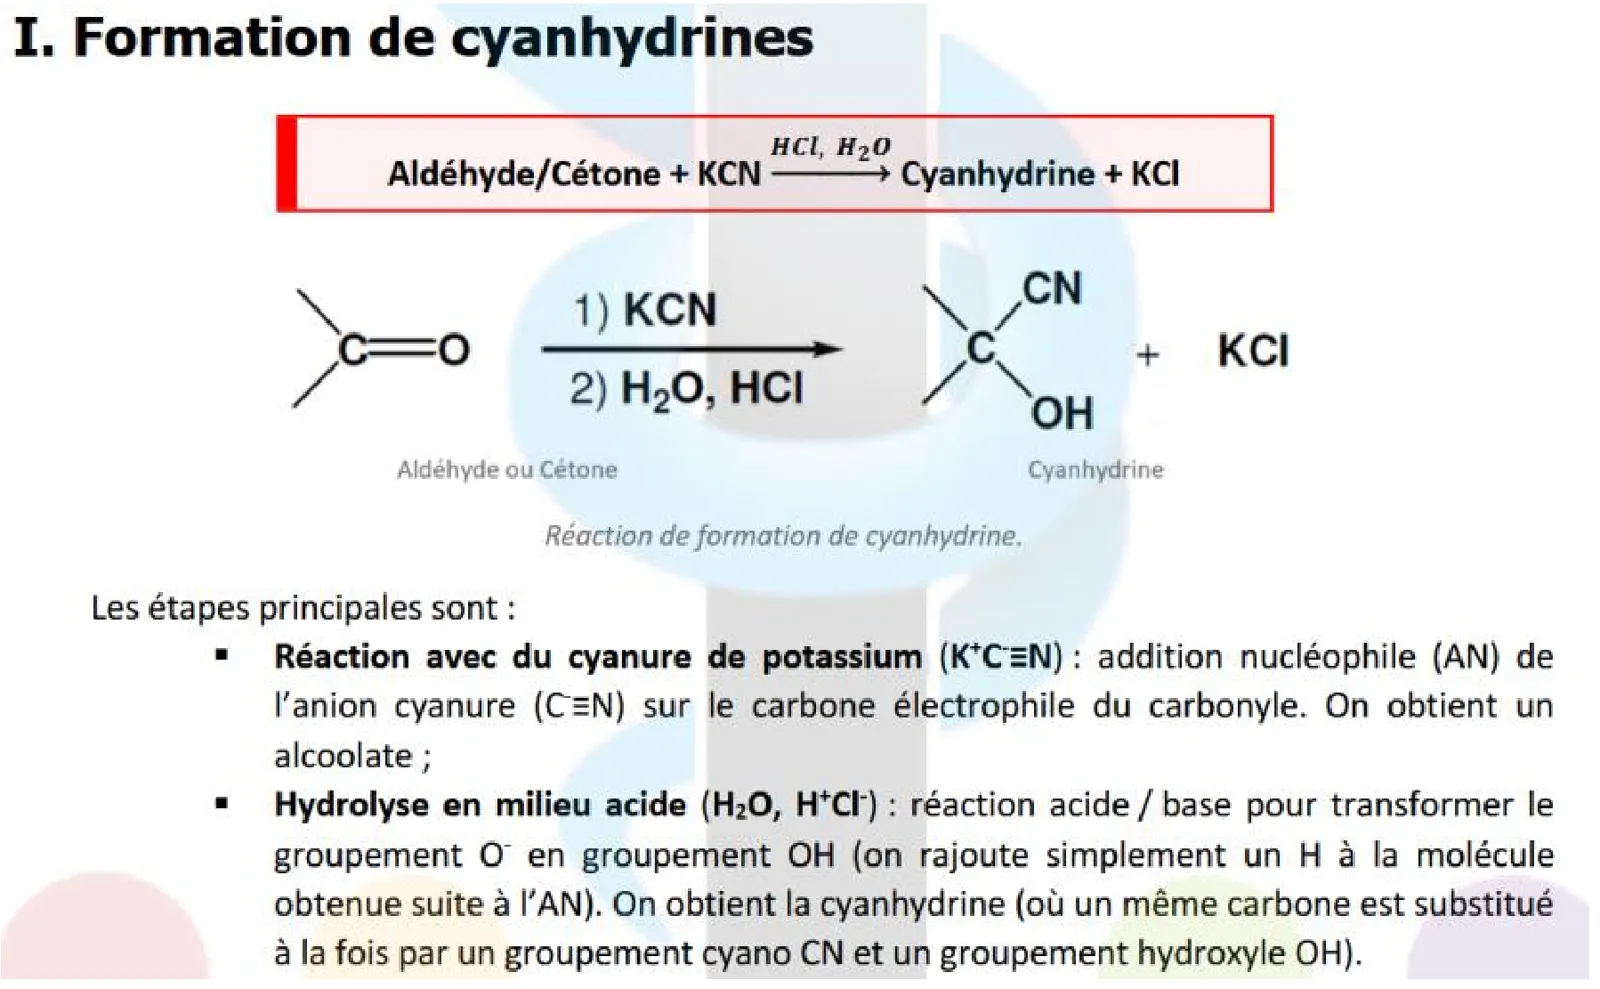 I. Formation de cyanhydrines
HCl, H₂O
Aldéhyde/Cétone + KCN ⟶ Cyanhydrine + KCl
1) KCN
2) H₂O, HCl
C=O
CN
C
OH
+ KCl
Aldéhyde ou Cétone
Cyanhydrine
Réaction de formation de cyanhydrine.
Les étapes principales sont :
▪ Réaction avec du cyanure de potassium (K⁺C⁻≡N) : addition nucléophile (AN) de
l’anion cyanure (C⁻≡N) sur le carbone électrophile du carbonyle. On obtient un
alcoolate ;
▪ Hydrolyse en milieu acide (H₂O, H⁺Cl⁻) : réaction acide / base pour transformer le
groupement O⁻ en groupement OH (on rajoute simplement un H à la molécule
obtenue suite à l’AN). On obtient la cyanhydrine (où un même carbone est substitué
à la fois par un groupement cyano CN et un groupement hydroxyle OH).